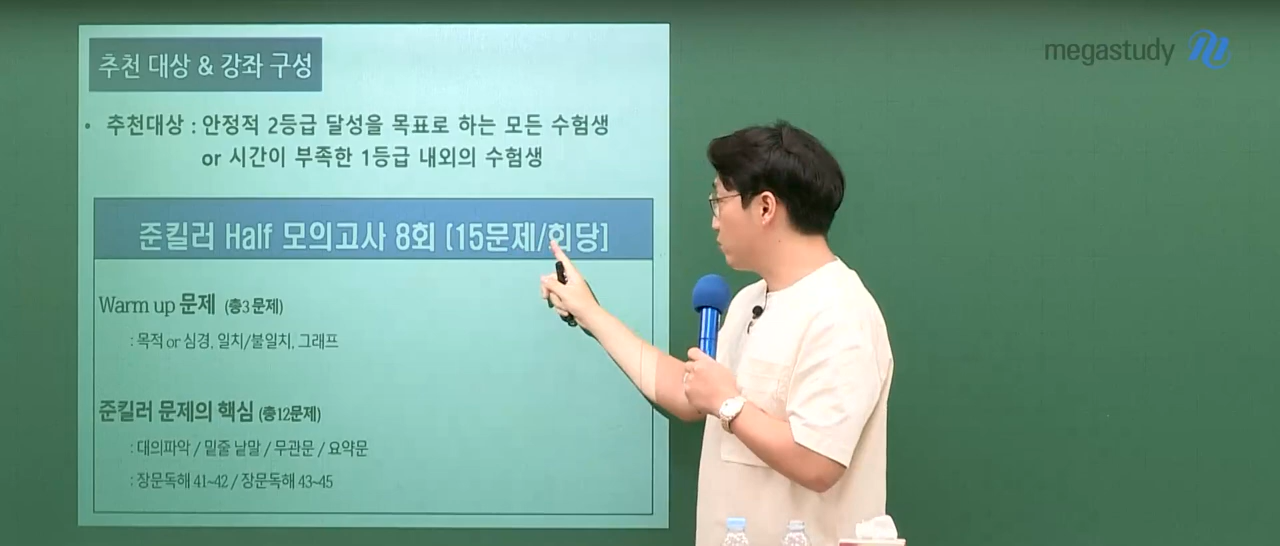 megastudy
추천 대상 & 강좌 구성
• 추천대상 : 안정적 2등급 달성을 목표로 하는 모든 수험생
or 시간이 부족한 1등급 내외의 수험생
준킬러 Half 모의고사 8회 [15문제/회당]
Warm up 문제 (총3 문제)
: 목적 or 심경, 일치/불일치, 그래프
준킬러 문제의 핵심 (총12문제)
: 대의파악 / 밑줄 낱말 / 무관문 / 요약문
: 장문독해 41~42 / 장문독해 43~45